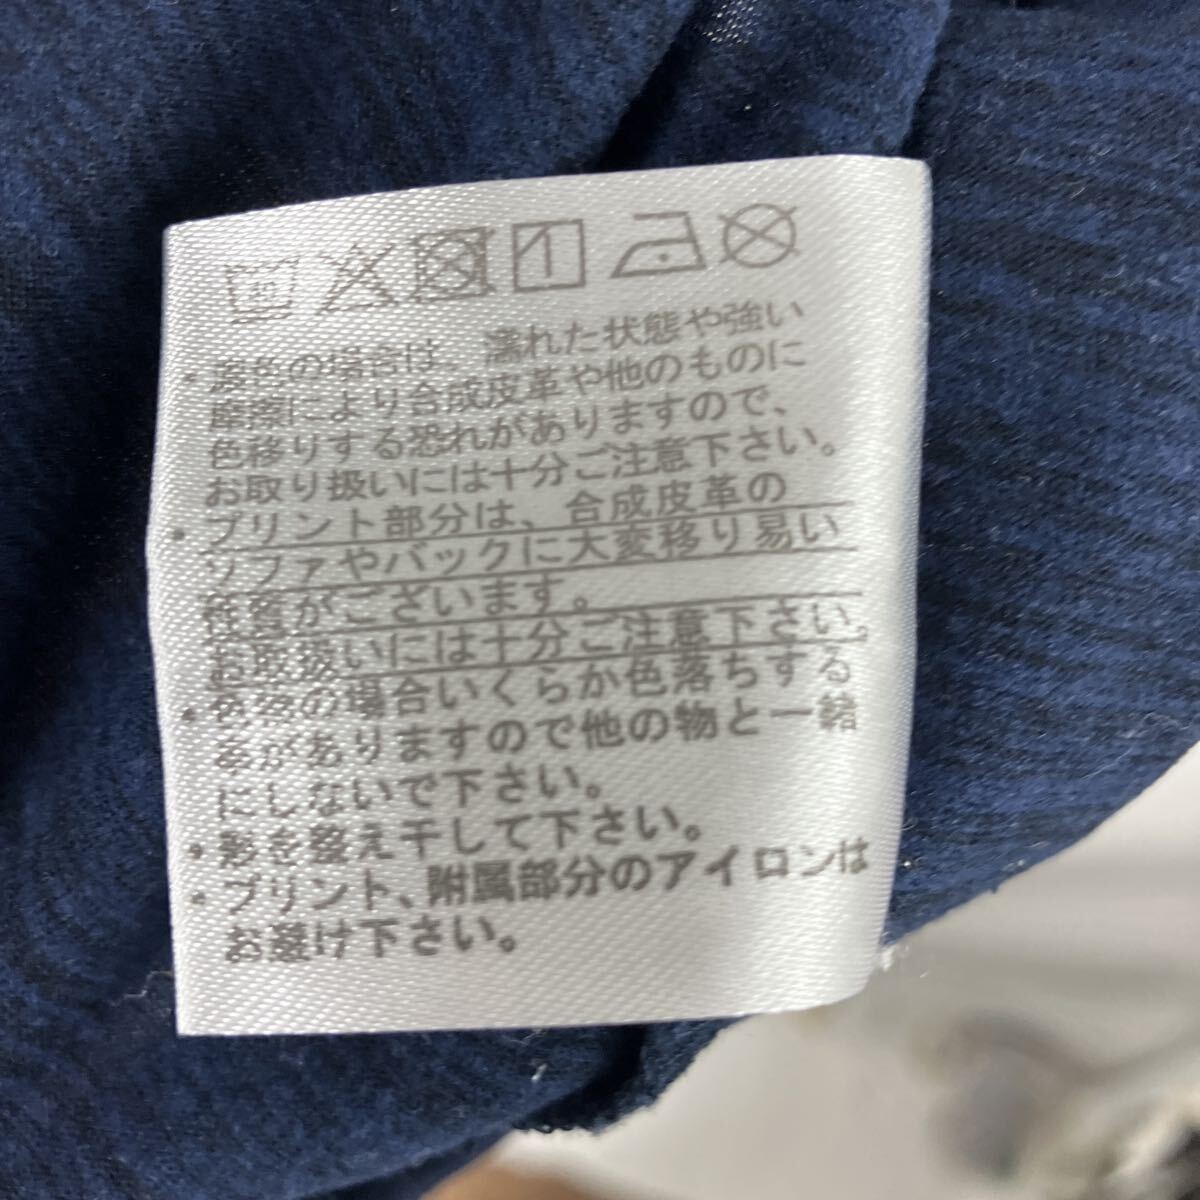 ・濃色の場合は、濡れた状態や強い
摩擦により合成皮革や他のものに
色移りする恐れがありますので、
お取り扱いには十分ご注意下さい。
・プリント部分は、合成皮革の
ソファやバックに大変移り易い
性質がございます。
お取扱いには十分ご注意下さい。
・色物の場合いくらか色落ちする
事がありますので他の物と一緒
にしないで下さい。
・形を整え干して下さい。
・プリント、附属部分のアイロンは
お避け下さい。